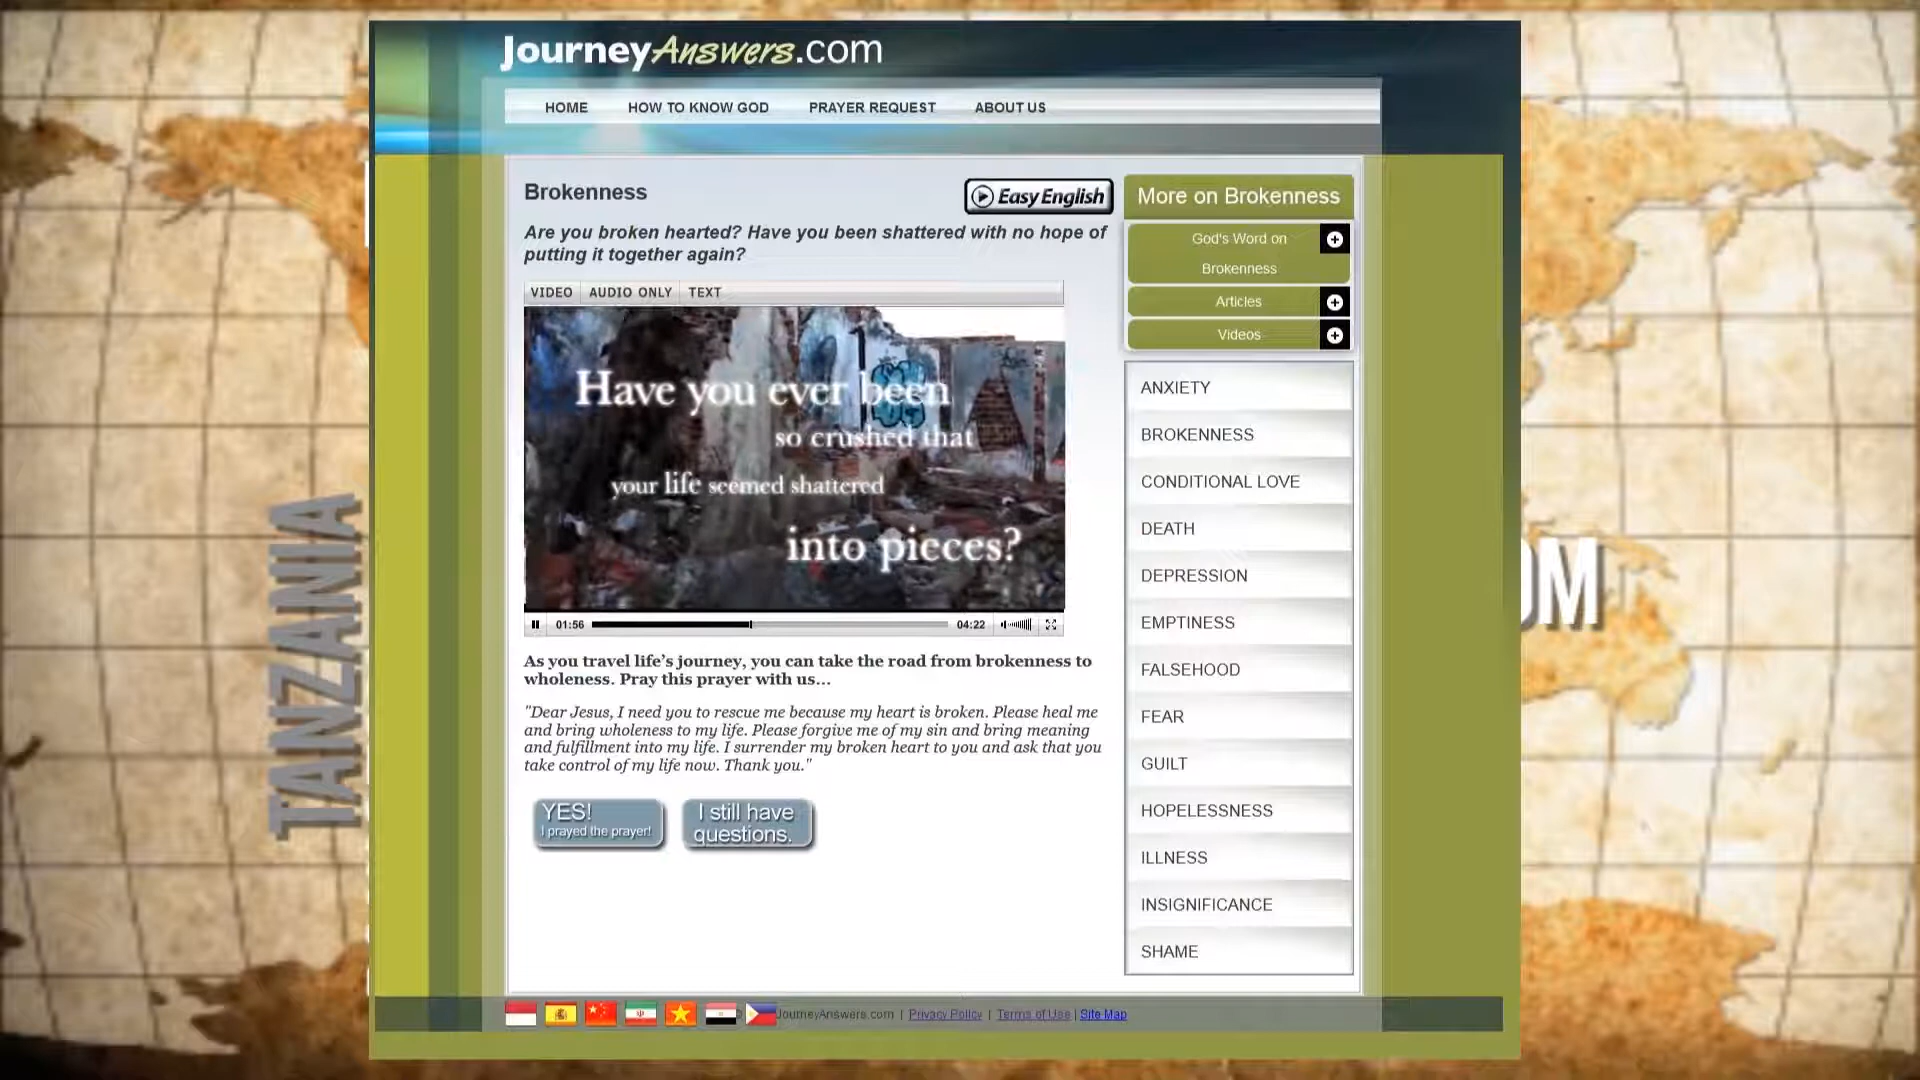 JourneyAnswers.com
HOME HOW TO KNOW GOD PRAYER REQUEST ABOUT US
Brokenness
Easy English
Are you broken hearted? Have you been shattered with no hope of
putting it together again?
VIDEO AUDIO ONLY TEXT
Have you ever been
so crushed that
your life seemed shattered
into pieces?
01:56 04:22
As you travel life's journey, you can take the road from brokenness to
wholeness. Pray this prayer with us...
"Dear Jesus, I need you to rescue me because my heart is broken. Please heal me
and bring wholeness to my life. Please forgive me of my sin and bring meaning
and fulfillment into my life. I surrender my broken heart to you and ask that you
take control of my life now. Thank you."
YES!
I prayed the prayer!
I still have
questions.
More on Brokenness
God's Word on
Brokenness
Articles
Videos
ANXIETY
BROKENNESS
CONDITIONAL LOVE
DEATH
DEPRESSION
EMPTINESS
FALSEHOOD
FEAR
GUILT
HOPELESSNESS
ILLNESS
INSIGNIFICANCE
SHAME
JourneyAnswers.com | Privacy Policy | Terms of Use | Site Map
TANZANIA
OM